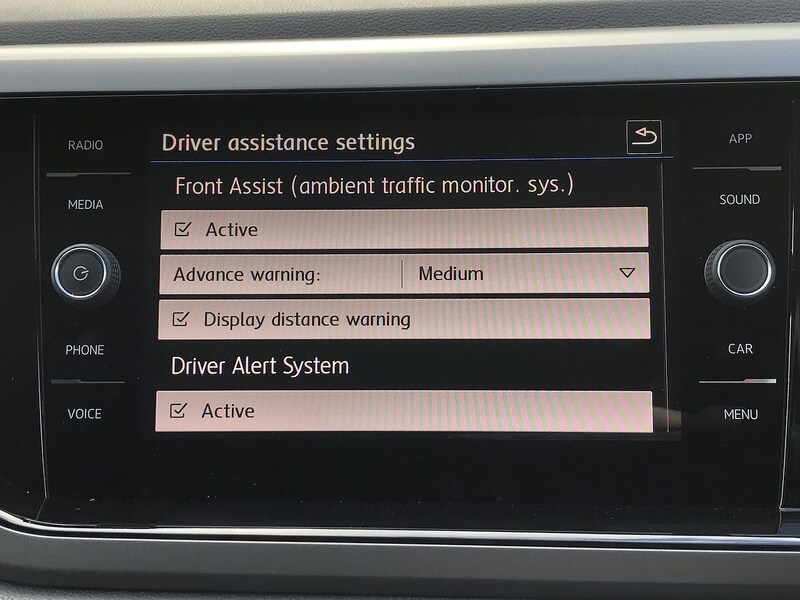 RADIO
MEDIA
PHONE
VOICE
Driver assistance settings
Front Assist (ambient traffic monitor. sys.)
Active
Advance warning: Medium
Display distance warning
Driver Alert System
Active
APP
SOUND
CAR
MENU